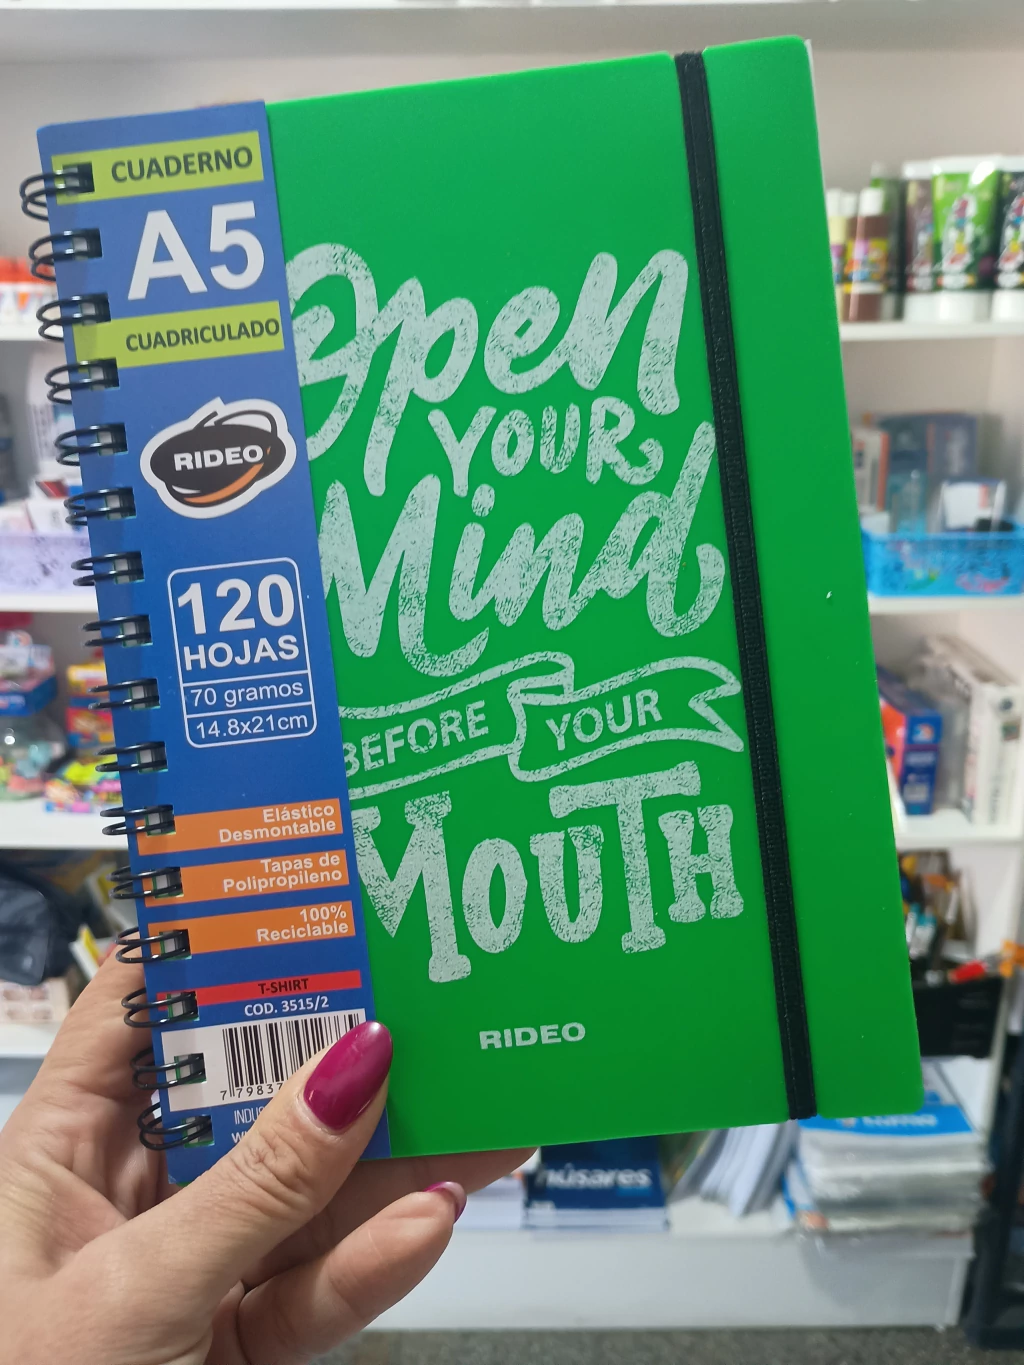 CUADERNO
A5
CUADRICULADO
RIDEO
120
HOJAS
70 gramos
14.8x21cm
Elástico
Desmontable
Tapas de
Polipropileno
100%
Reciclable
T-SHIRT
COD. 3515/2
Open
YOUR
Mind
BEFORE YOUR
MOUTH
RIDEO
húsares